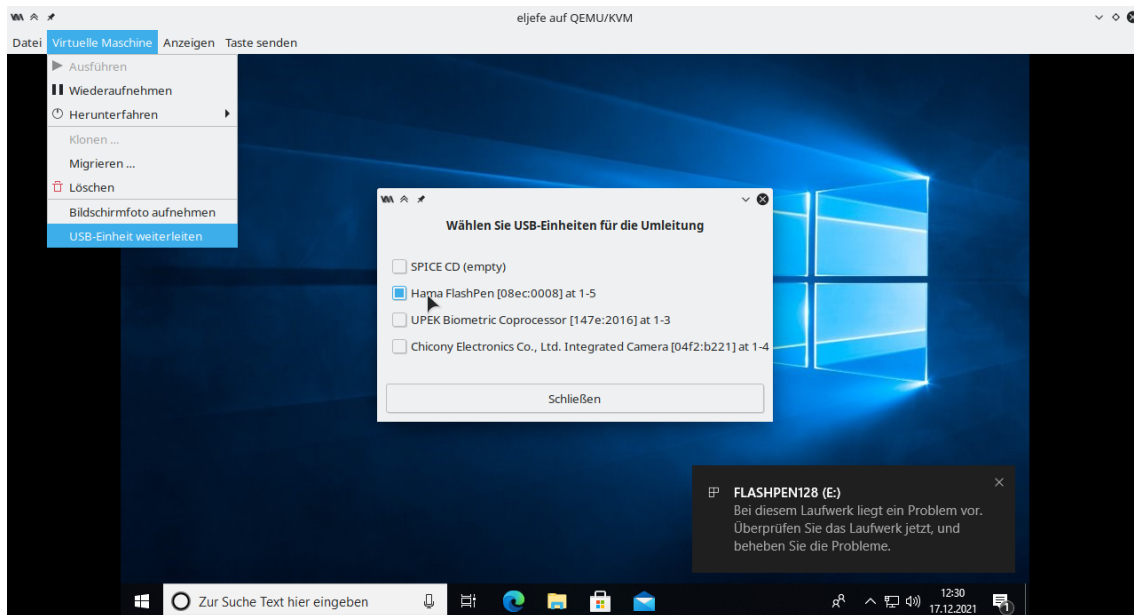 eljefe auf QEMU/KVM
Datei Virtuelle Maschine Anzeigen Taste senden
Ausführen
Wiederaufnehmen
Herunterfahren
Klonen ...
Migrieren ...
Löschen
Bildschirmfoto aufnehmen
USB-Einheit weiterleiten
Wählen Sie USB-Einheiten für die Umleitung
SPICE CD (empty)
Hama FlashPen [08ec:0008] at 1-5
UPEK Biometric Coprocessor [147e:2016] at 1-3
Chicony Electronics Co., Ltd. Integrated Camera [04f2:b221] at 1-4
Schließen
FLASHPEN128 (E:)
Bei diesem Laufwerk liegt ein Problem vor.
Überprüfen Sie das Laufwerk jetzt, und
beheben Sie die Probleme.
Zur Suche Text hier eingeben
12:30
17.12.2021
1